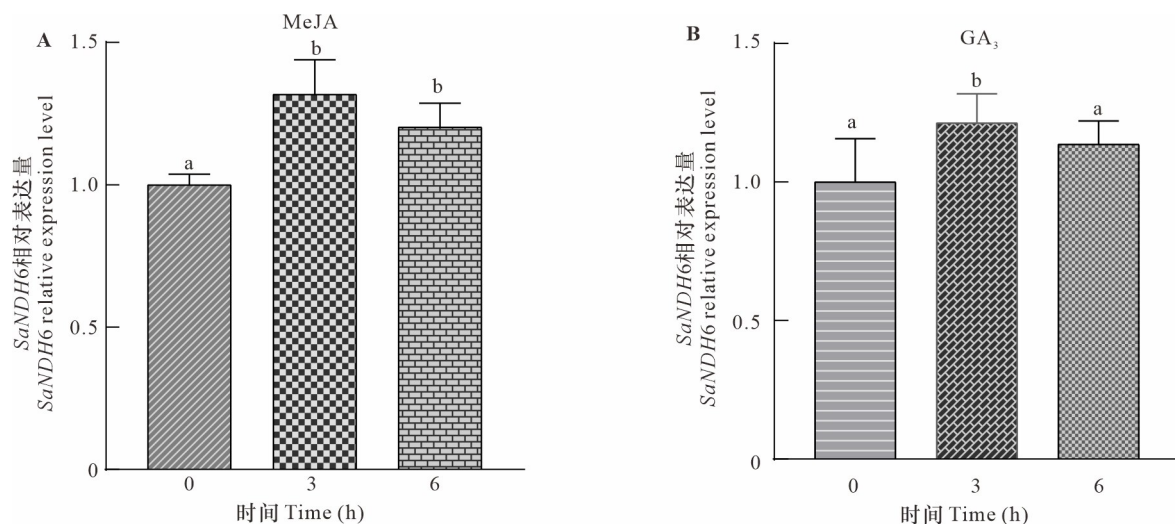 A
MeJA
SaNDH6相对表达量
SaNDH6 relative expression level
1.5
1.0
0.5
0
a
b
b
0
3
6
时间 Time (h)
B
GA₃
SaNDH6相对表达量
SaNDH6 relative expression level
1.5
1.0
0.5
0
a
b
a
0
3
6
时间 Time (h)